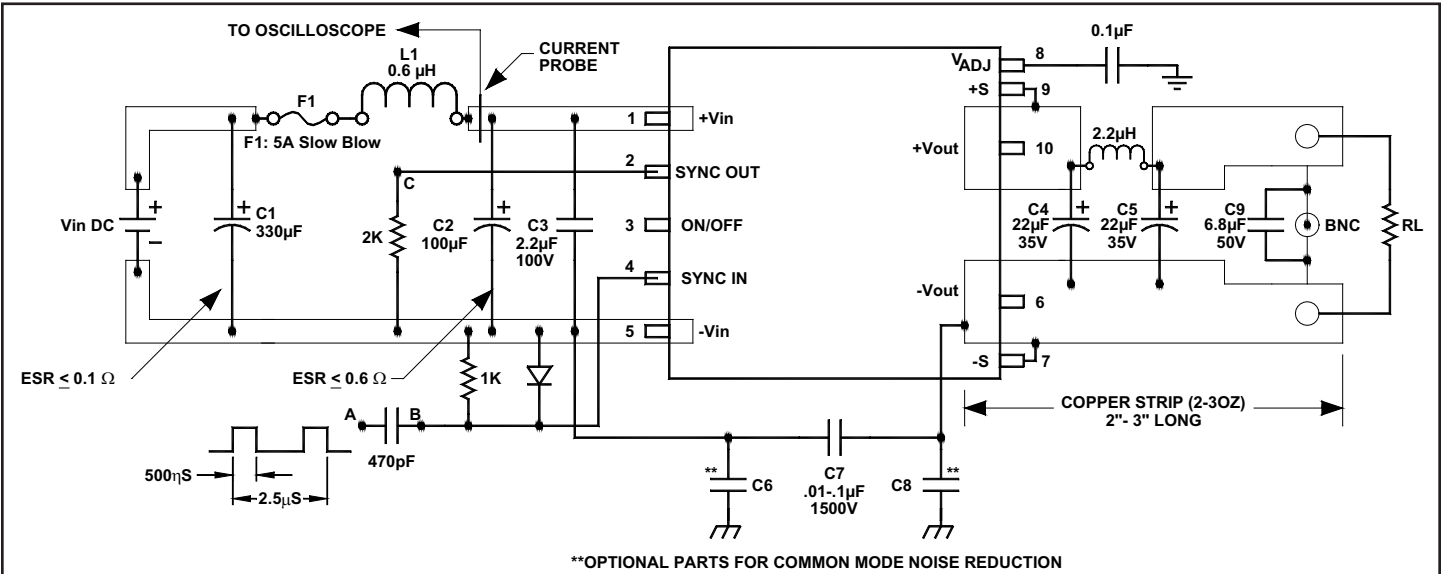 TO OSCILLOSCOPE
L1
0.6 µH
CURRENT
PROBE
F1
F1: 5A Slow Blow
0.1µF
VADJ
8
+S
9
1
+Vin
+Vout
10
2.2µH
2
SYNC OUT
C
Vin DC
+
–
+
C1
330µF
2K
C2
100µF
+
C3
2.2µF
100V
3
ON/OFF
4
SYNC IN
C4
22µF
35V
+
C5
22µF
35V
+
C9
6.8µF
50V
BNC
RL
-Vout
6
5
-Vin
-S
7
ESR ≤ 0.1 Ω
ESR ≤ 0.6 Ω
1K
COPPER STRIP (2-3OZ)
2"- 3" LONG
A
B
470pF
500ηS
2.5µS
**
C6
C7
.01-.1µF
1500V
C8
**
**OPTIONAL PARTS FOR COMMON MODE NOISE REDUCTION